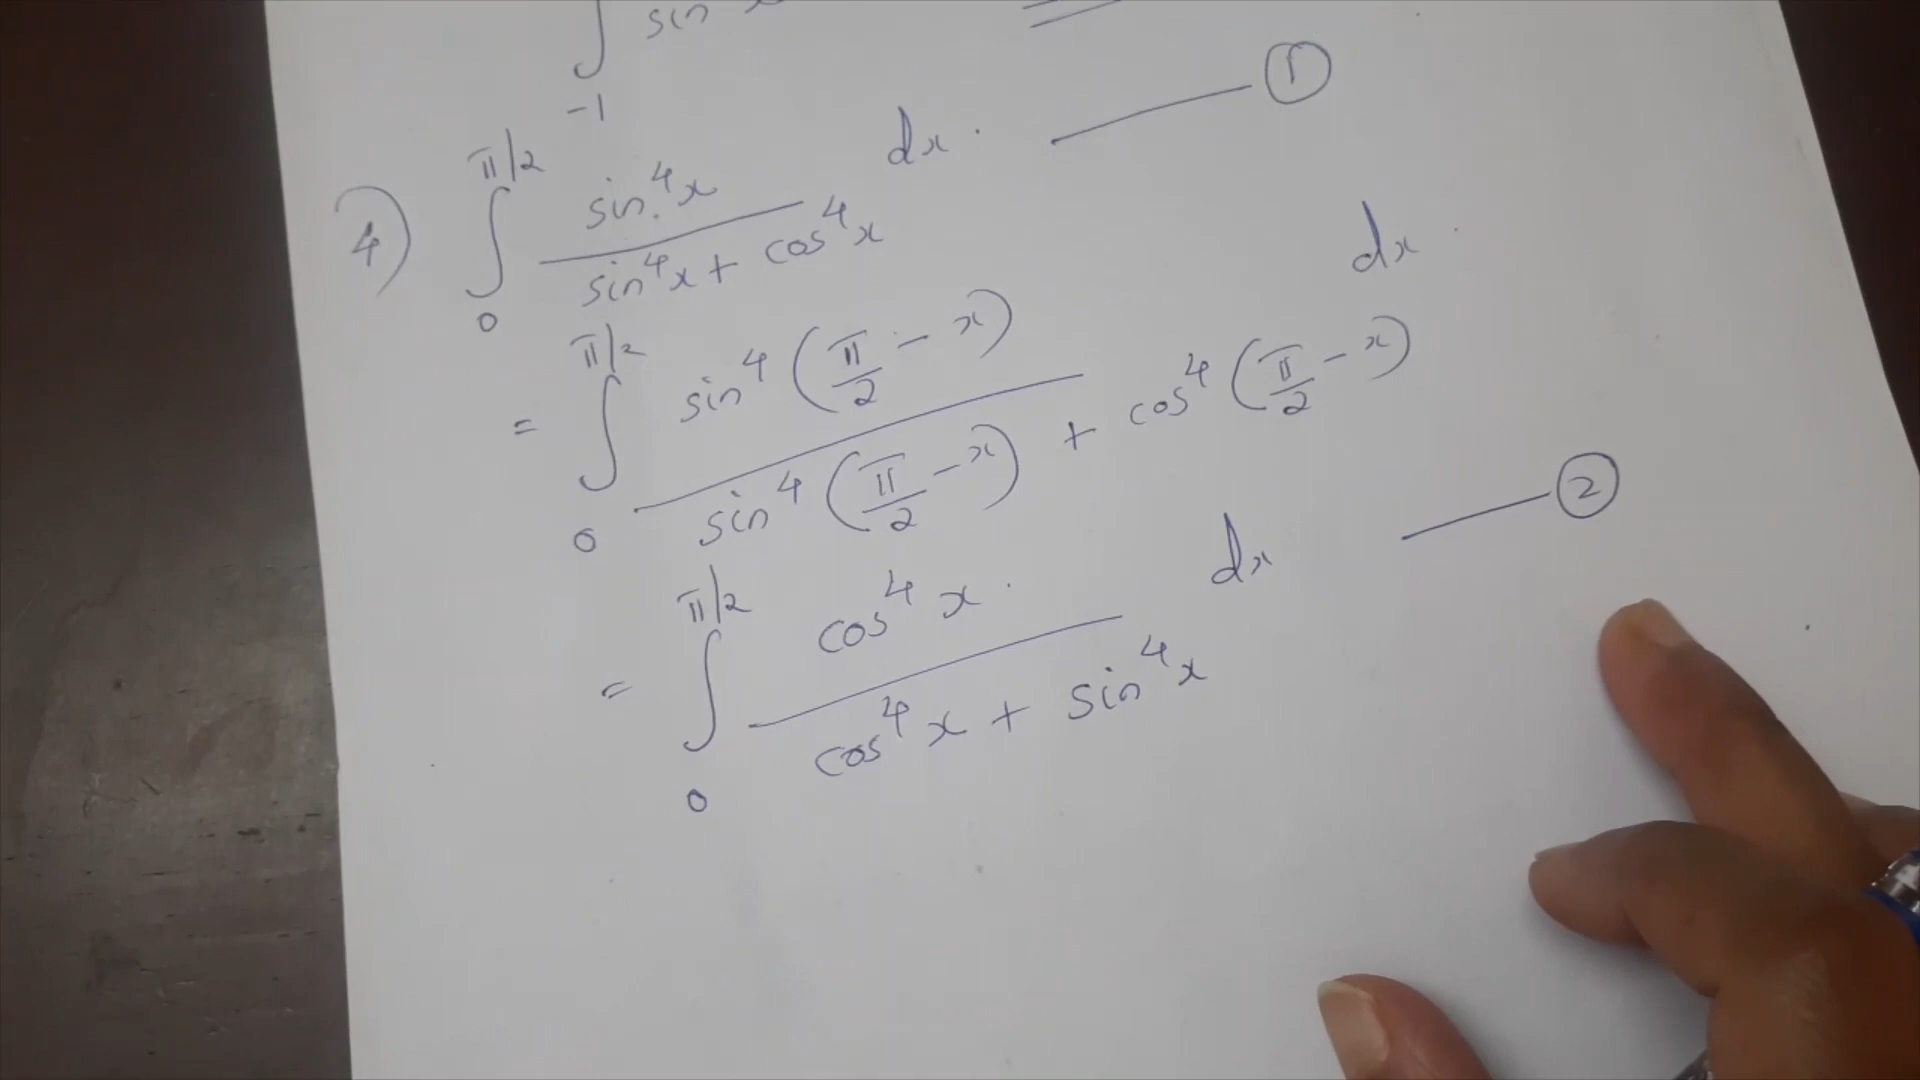 ∫ sin
-1
4) ∫₀^{π/2} sin⁴x / (sin⁴x + cos⁴x) dx. —— ①
= ∫₀^{π/2} sin⁴(π/2 - x) / (sin⁴(π/2 - x) + cos⁴(π/2 - x)) dx.
= ∫₀^{π/2} cos⁴x / (cos⁴x + sin⁴x) dx —— ②